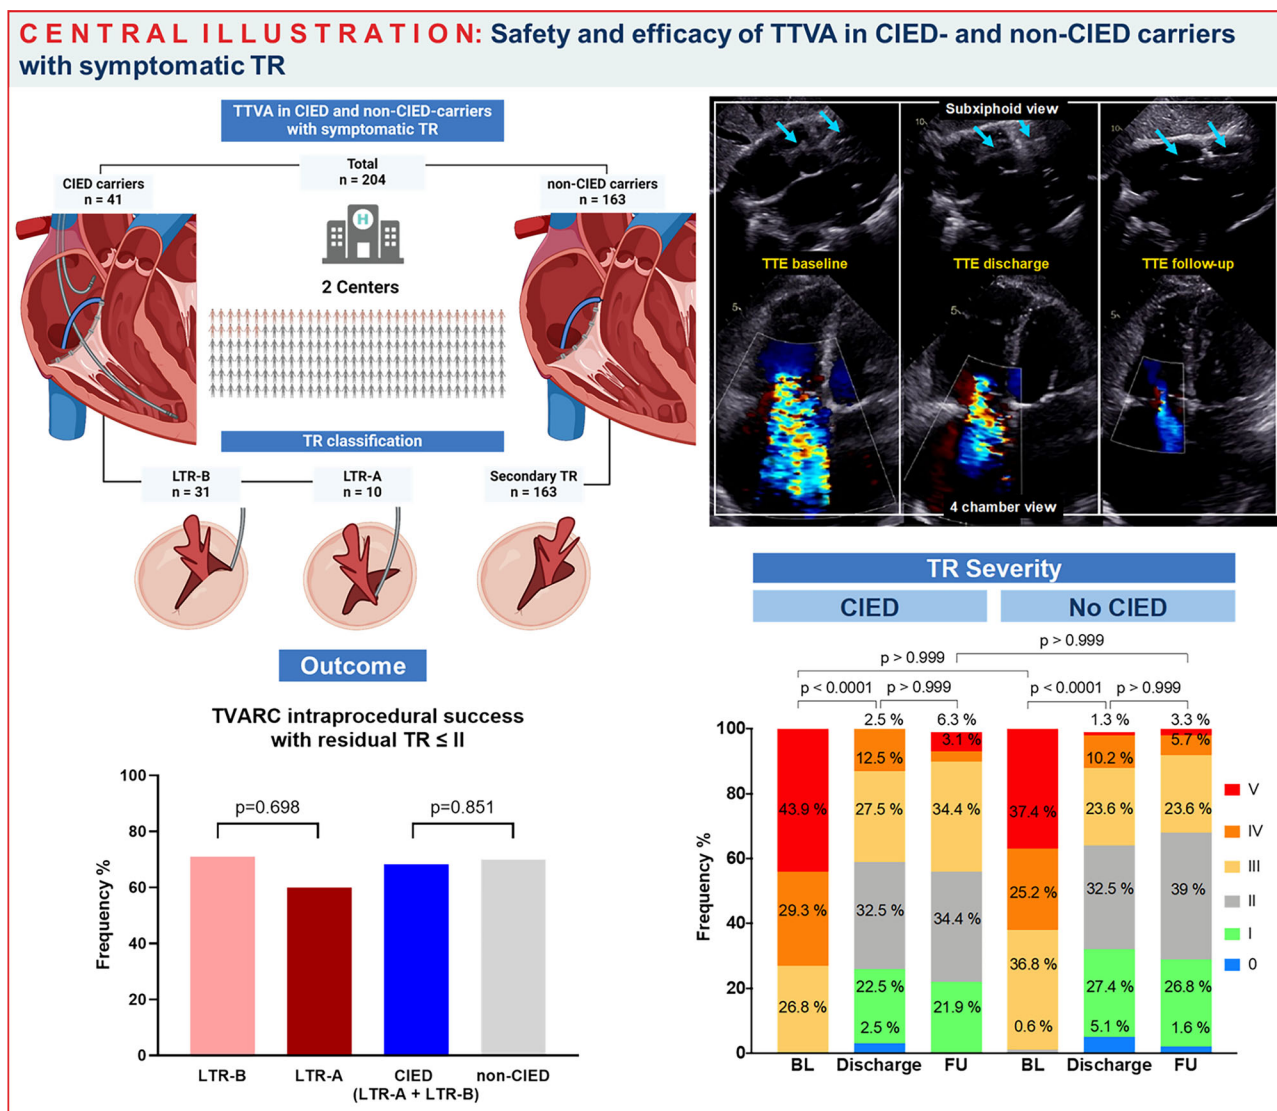 CENTRAL ILLUSTRATION: Safety and efficacy of TTVA in CIED- and non-CIED carriers
with symptomatic TR
TTVA in CIED and non-CIED-carriers
with symptomatic TR
Total
n = 204
CIED carriers
n = 41
non-CIED carriers
n = 163
H
2 Centers
TR classification
LTR-B
n = 31
LTR-A
n = 10
Secondary TR
n = 163
Subxiphoid view
10
10
TTE baseline
TTE discharge
TTE follow-up
5
5
5
4 chamber view
Outcome
TVARC intraprocedural success
with residual TR ≤ II
Frequency %
100
80
60
40
20
0
p=0.698
p=0.851
LTR-B
LTR-A
CIED
(LTR-A + LTR-B)
non-CIED
TR Severity
CIED
No CIED
p > 0.999
p > 0.999
p < 0.0001
p > 0.999
p < 0.0001
p > 0.999
Frequency %
100
80
60
40
20
0
43.9 %
29.3 %
26.8 %
2.5 %
12.5 %
27.5 %
32.5 %
22.5 %
2.5 %
6.3 %
3.1 %
34.4 %
34.4 %
21.9 %
37.4 %
25.2 %
36.8 %
0.6 %
1.3 %
10.2 %
23.6 %
32.5 %
27.4 %
5.1 %
3.3 %
5.7 %
23.6 %
39 %
26.8 %
1.6 %
BL
Discharge
FU
BL
Discharge
FU
V
IV
III
II
I
0